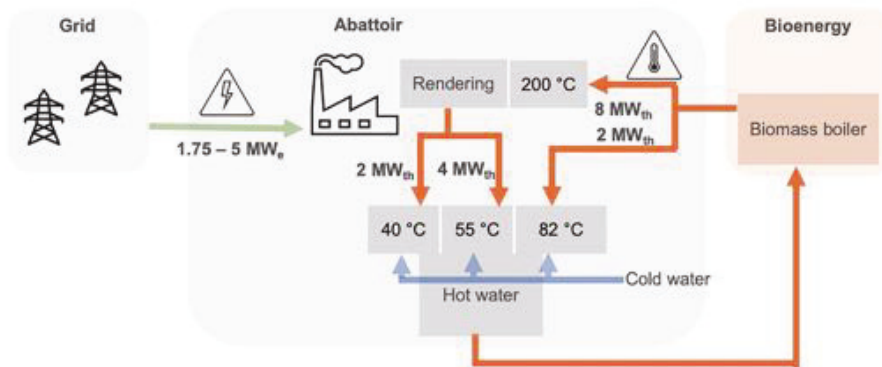 Grid
Abattoir
Bioenergy
Rendering
200 °C
8 MWth
2 MWth
Biomass boiler
1.75 – 5 MWe
2 MWth
4 MWth
40 °C
55 °C
82 °C
Cold water
Hot water